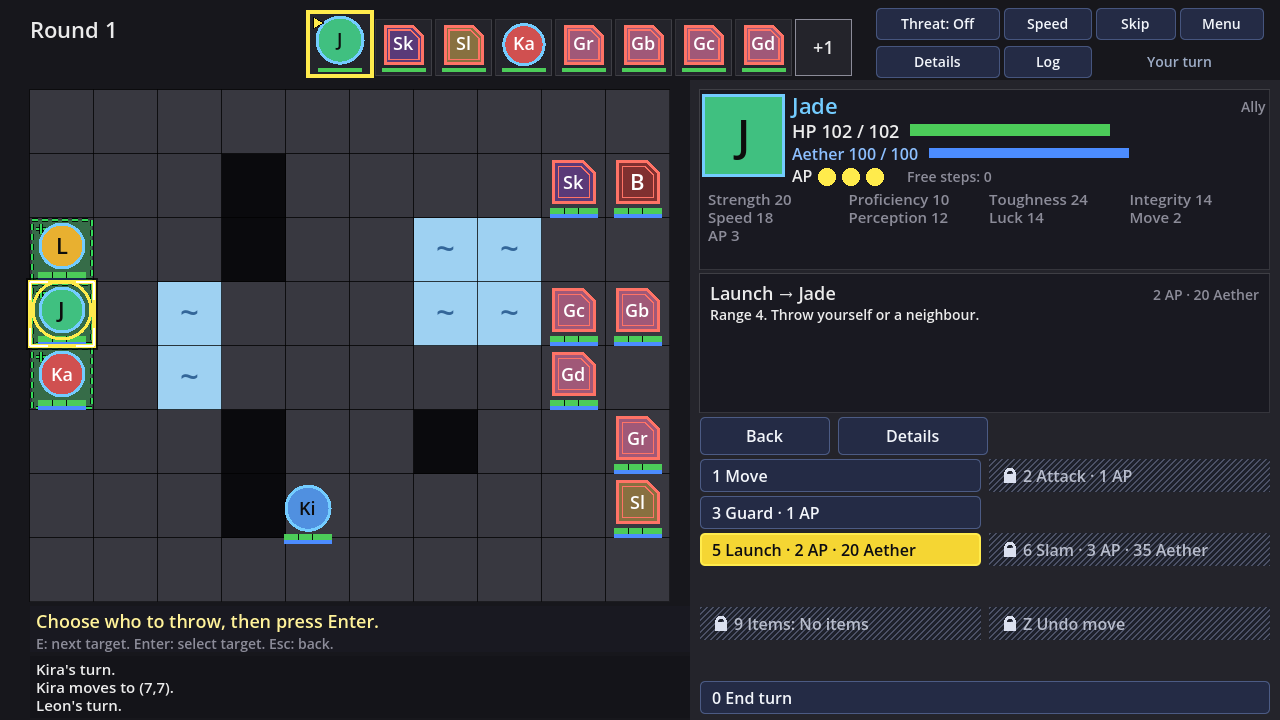 Round 1
J
Sk
Sl
Ka
Gr
Gb
Gc
Gd
+1
Threat: Off
Speed
Skip
Menu
Details
Log
Your turn
Sk
B
L
~
~
J
~
~
~
Gc
Gb
Ka
~
Gd
Gr
Ki
Sl
J
Jade
Ally
HP 102 / 102
Aether 100 / 100
AP
Free steps: 0
Strength 20
Proficiency 10
Toughness 24
Integrity 14
Speed 18
Perception 12
Luck 14
Move 2
AP 3
Launch → Jade
2 AP · 20 Aether
Range 4. Throw yourself or a neighbour.
Back
Details
1 Move
2 Attack · 1 AP
3 Guard · 1 AP
5 Launch · 2 AP · 20 Aether
6 Slam · 3 AP · 35 Aether
9 Items: No items
Z Undo move
0 End turn
Choose who to throw, then press Enter.
E: next target. Enter: select target. Esc: back.
Kira's turn.
Kira moves to (7,7).
Leon's turn.